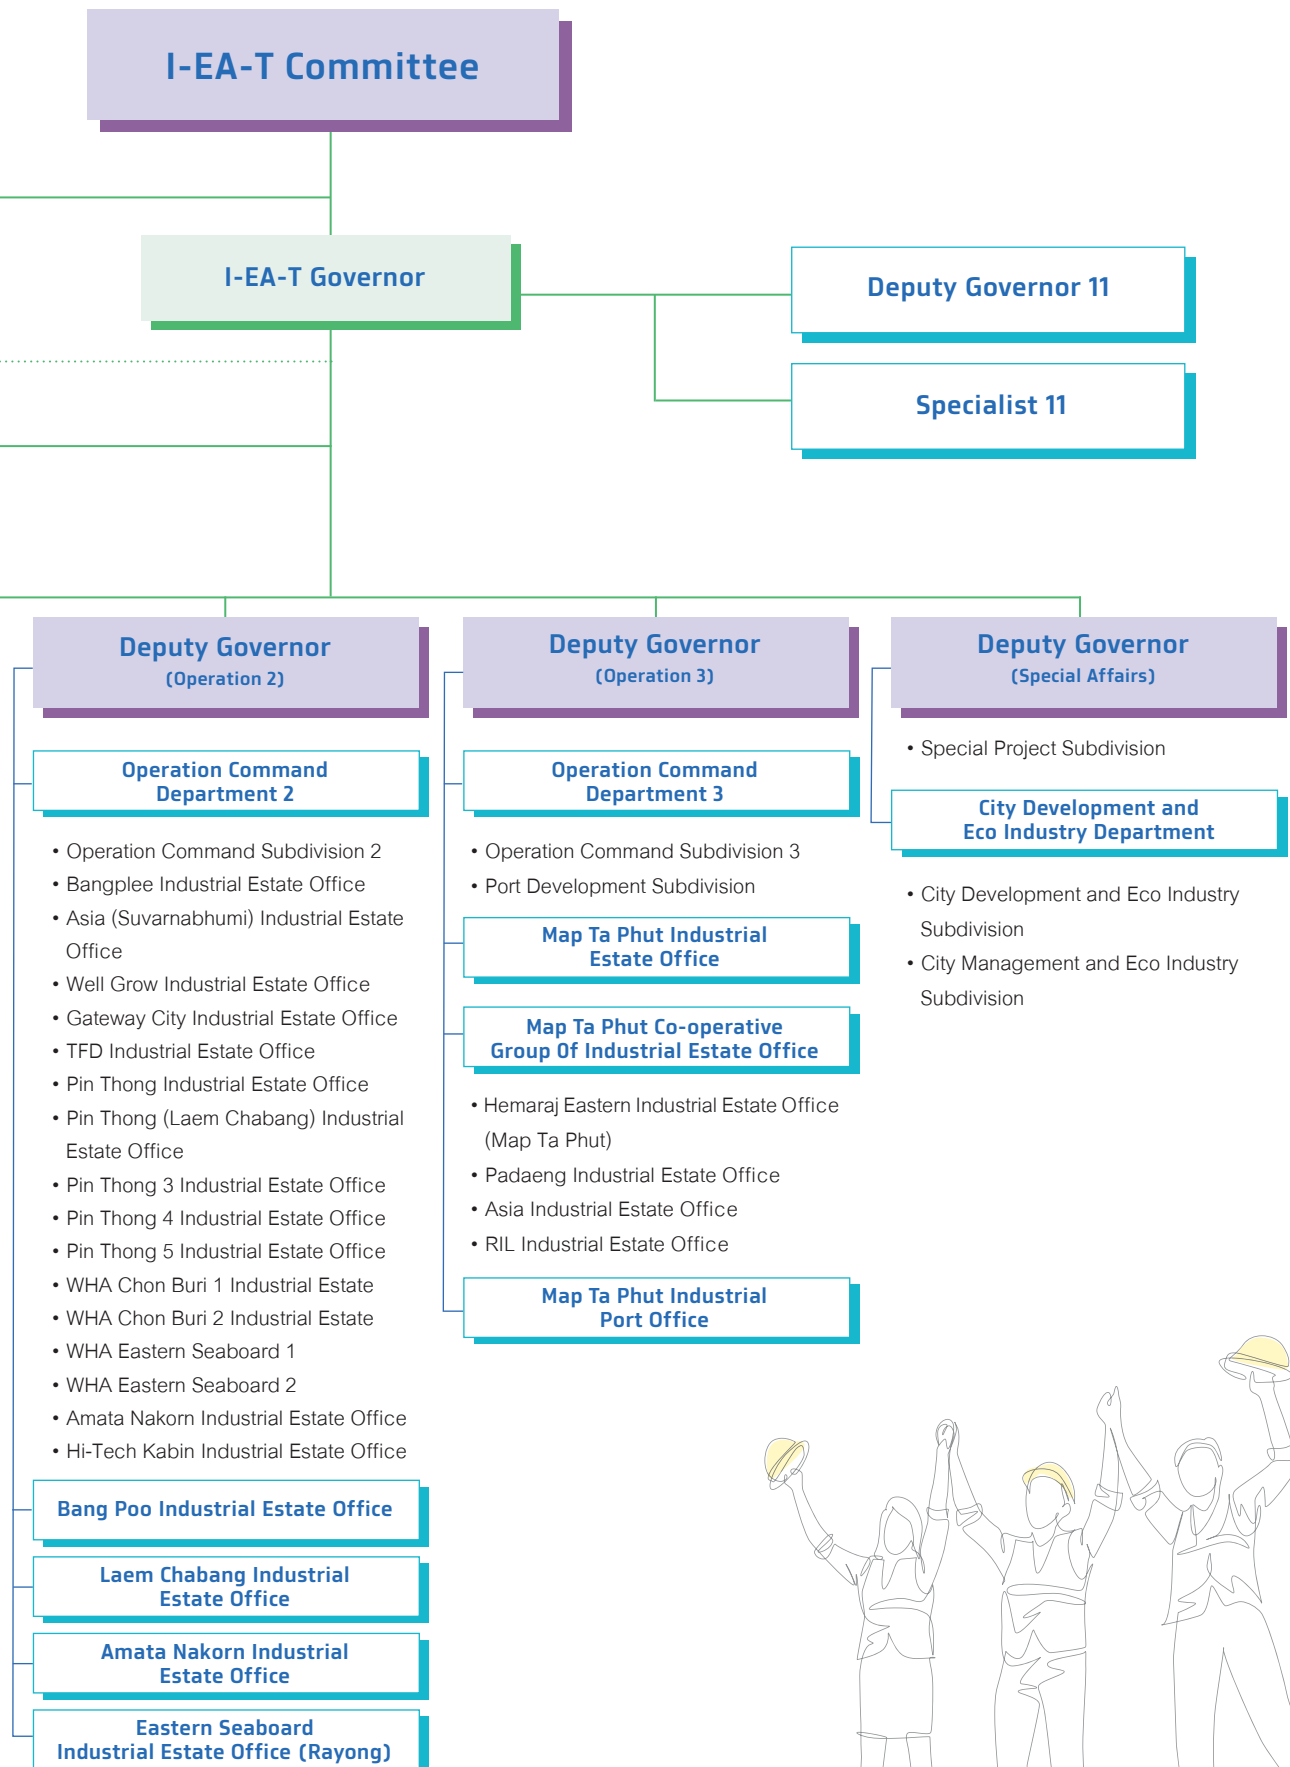 I-EA-T Committee
I-EA-T Governor
Deputy Governor 11
Specialist 11
Deputy Governor
(Operation 2)
Operation Command
Department 2
• Operation Command Subdivision 2
• Bangplee Industrial Estate Office
• Asia (Suvarnabhumi) Industrial Estate
Office
• Well Grow Industrial Estate Office
• Gateway City Industrial Estate Office
• TFD Industrial Estate Office
• Pin Thong Industrial Estate Office
• Pin Thong (Laem Chabang) Industrial
Estate Office
• Pin Thong 3 Industrial Estate Office
• Pin Thong 4 Industrial Estate Office
• Pin Thong 5 Industrial Estate Office
• WHA Chon Buri 1 Industrial Estate
• WHA Chon Buri 2 Industrial Estate
• WHA Eastern Seaboard 1
• WHA Eastern Seaboard 2
• Amata Nakorn Industrial Estate Office
• Hi-Tech Kabin Industrial Estate Office
Bang Poo Industrial Estate Office
Laem Chabang Industrial
Estate Office
Amata Nakorn Industrial
Estate Office
Eastern Seaboard
Industrial Estate Office (Rayong)
Deputy Governor
(Operation 3)
Operation Command
Department 3
• Operation Command Subdivision 3
• Port Development Subdivision
Map Ta Phut Industrial
Estate Office
Map Ta Phut Co-operative
Group Of Industrial Estate Office
• Hemaraj Eastern Industrial Estate Office
(Map Ta Phut)
• Padaeng Industrial Estate Office
• Asia Industrial Estate Office
• RIL Industrial Estate Office
Map Ta Phut Industrial
Port Office
Deputy Governor
(Special Affairs)
• Special Project Subdivision
City Development and
Eco Industry Department
• City Development and Eco Industry
Subdivision
• City Management and Eco Industry
Subdivision